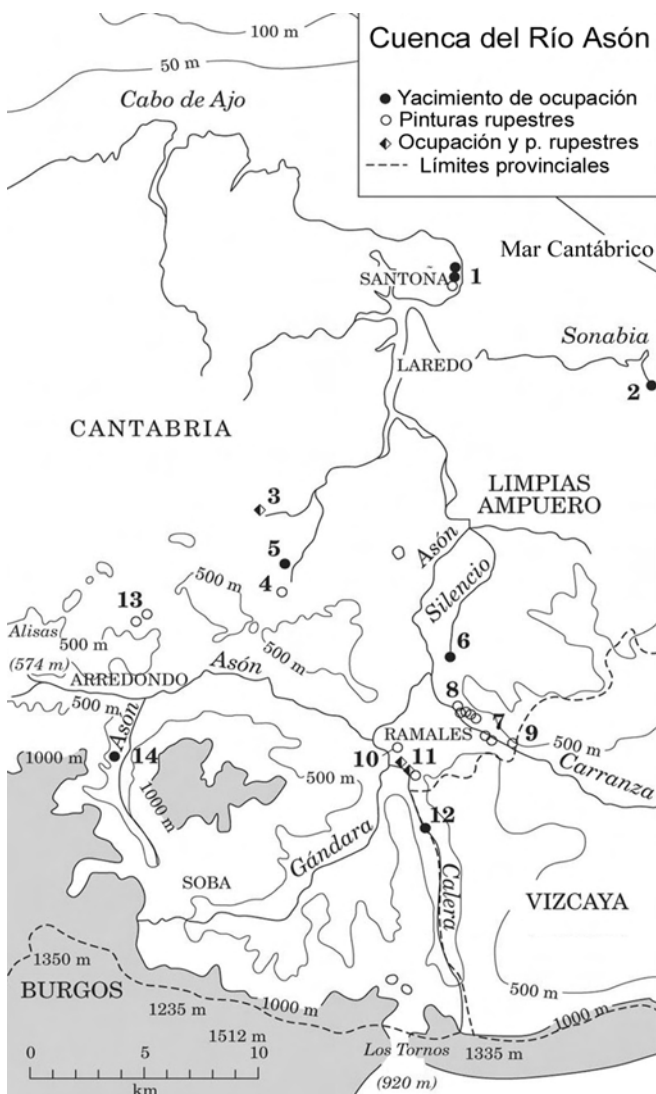 100 m
50 m
Cabo de Ajo
Cuenca del Río Asón
Yacimiento de ocupación
Pinturas rupestres
Ocupación y p. rupestres
Límites provinciales
Mar Cantábrico
SANTOÑA
1
Sonabia
LAREDO
2
CANTABRIA
3
LIMPIAS
AMPUERO
5
Asón
Silencio
4
500 m
13
6
Alisas
500 m
500 m
(574 m)
ARREDONDO
Asón
8
500 m
7
9
RAMALES
500 m
Asón
10
11
1000 m
14
500 m
Carranza
1000 m
12
Gándara
Calera
SOBA
VIZCAYA
1350 m
BURGOS
1000 m
500 m
1235 m
1000 m
1512 m
Los Tornos
1335 m
0
5
10
km
(920 m)